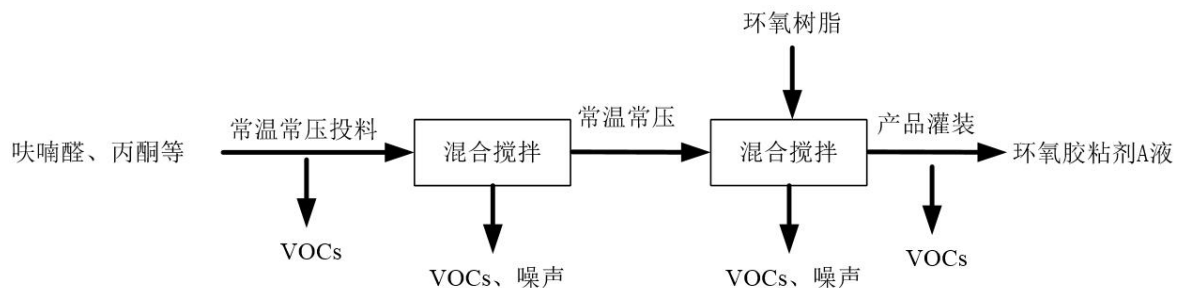 环氧树脂
呋喃醛、丙酮等
常温常压投料
混合搅拌
常温常压
混合搅拌
产品灌装
环氧胶粘剂A液
VOCs
VOCs、噪声
VOCs、噪声
VOCs